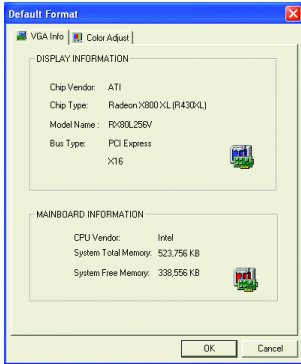 Default Format
VGA Info Color Adjust
DISPLAY INFORMATION
Chip Vendor: ATI
Chip Type: Radeon X800 XL (R430XL)
Model Name : RX80L256V
Bus Type: PCI Express
X16
MAINBOARD INFORMATION
CPU Vendor: Intel
System Total Memory: 523,756 KB
System Free Memory: 338,556 KB
OK Cancel